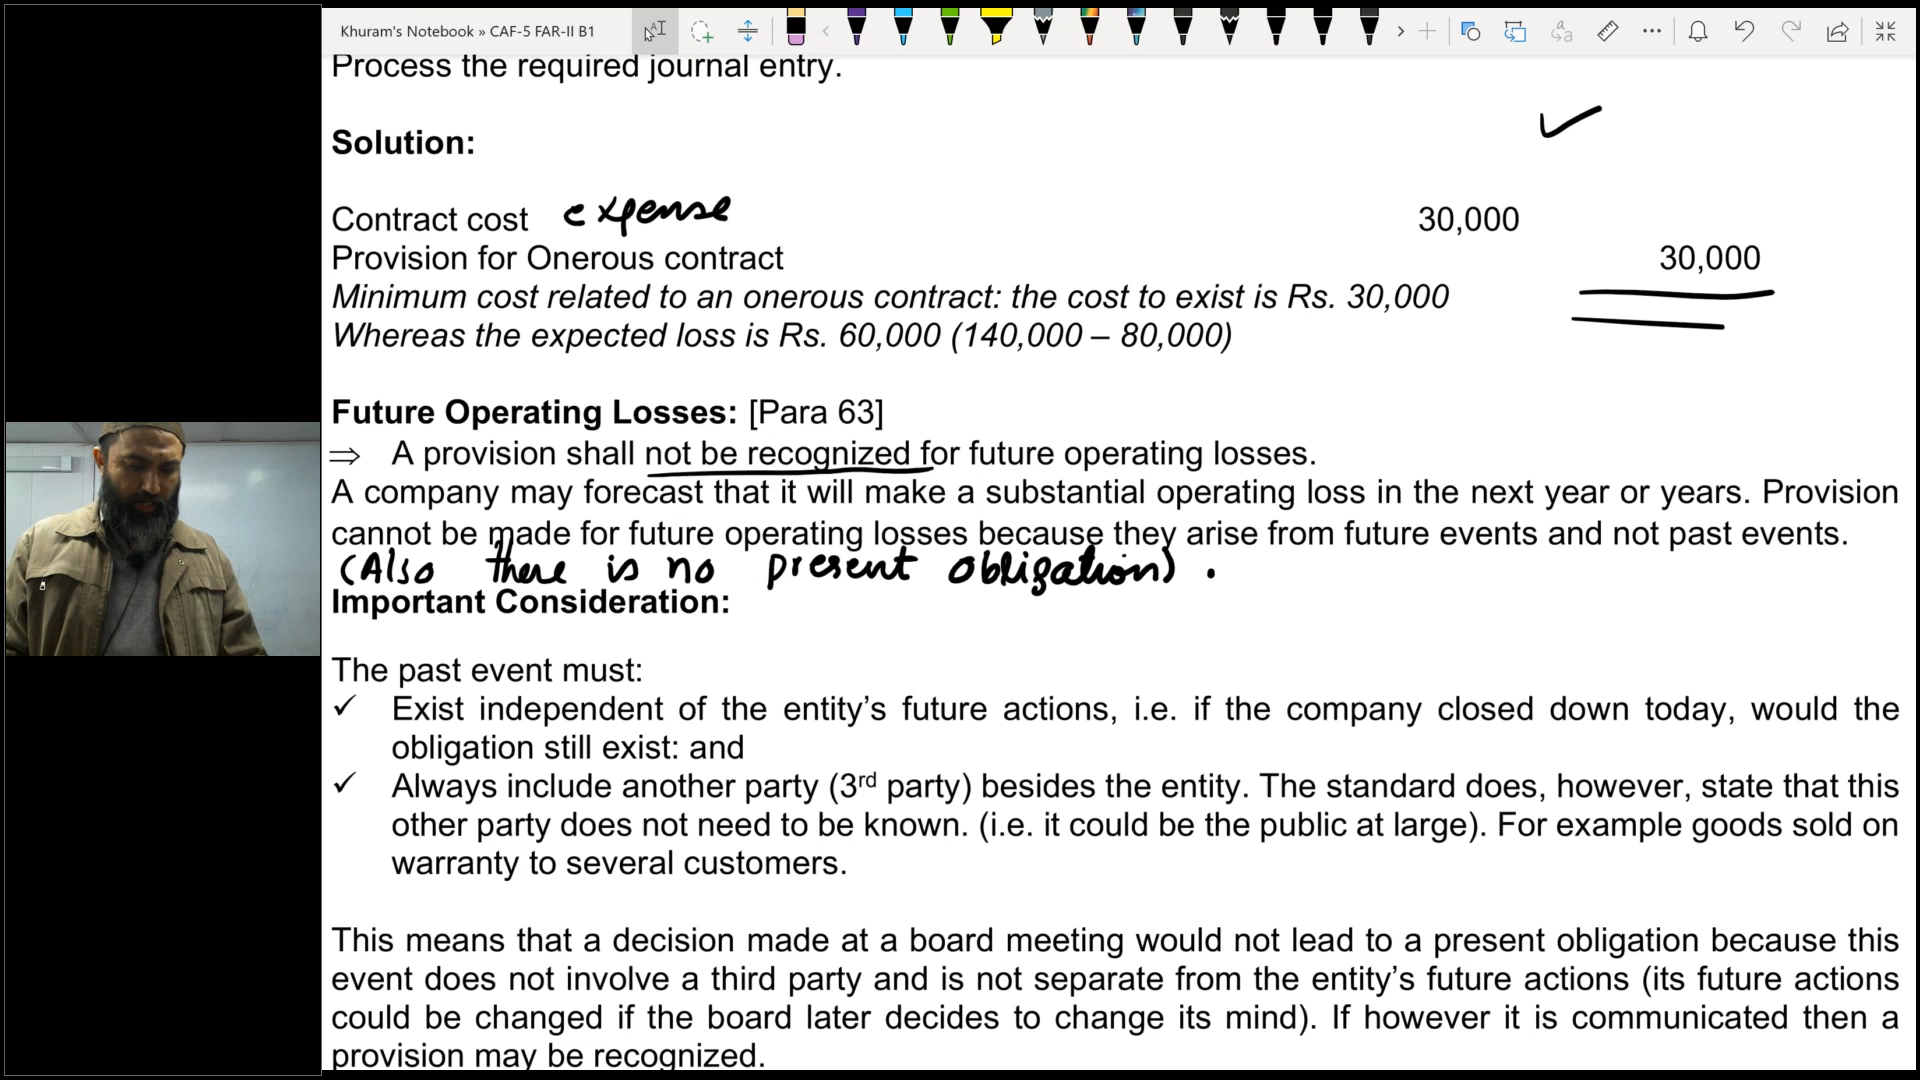 Khuram's Notebook » CAF-5 FAR-II B1
Process the required journal entry.
Solution:
Contract cost expense 30,000
Provision for Onerous contract 30,000
Minimum cost related to an onerous contract: the cost to exist is Rs. 30,000
Whereas the expected loss is Rs. 60,000 (140,000 – 80,000)
Future Operating Losses: [Para 63]
⇒ A provision shall not be recognized for future operating losses.
A company may forecast that it will make a substantial operating loss in the next year or years. Provision
cannot be made for future operating losses because they arise from future events and not past events.
(Also there is no present obligation).
Important Consideration:
The past event must:
✓ Exist independent of the entity's future actions, i.e. if the company closed down today, would the
obligation still exist: and
✓ Always include another party (3rd party) besides the entity. The standard does, however, state that this
other party does not need to be known. (i.e. it could be the public at large). For example goods sold on
warranty to several customers.
This means that a decision made at a board meeting would not lead to a present obligation because this
event does not involve a third party and is not separate from the entity's future actions (its future actions
could be changed if the board later decides to change its mind). If however it is communicated then a
provision may be recognized.